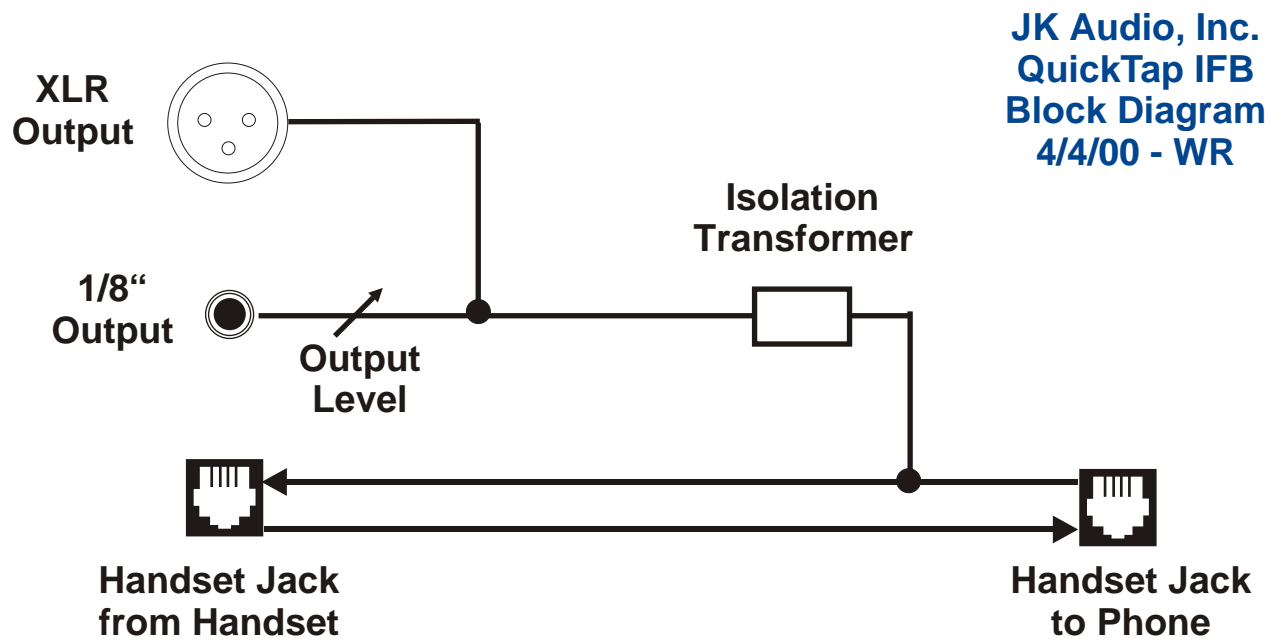 JK Audio, Inc.
QuickTap IFB
Block Diagram
4/4/00 - WR
XLR
Output
Isolation
Transformer
1/8“
Output
Output
Level
Handset Jack
from Handset
Handset Jack
to Phone